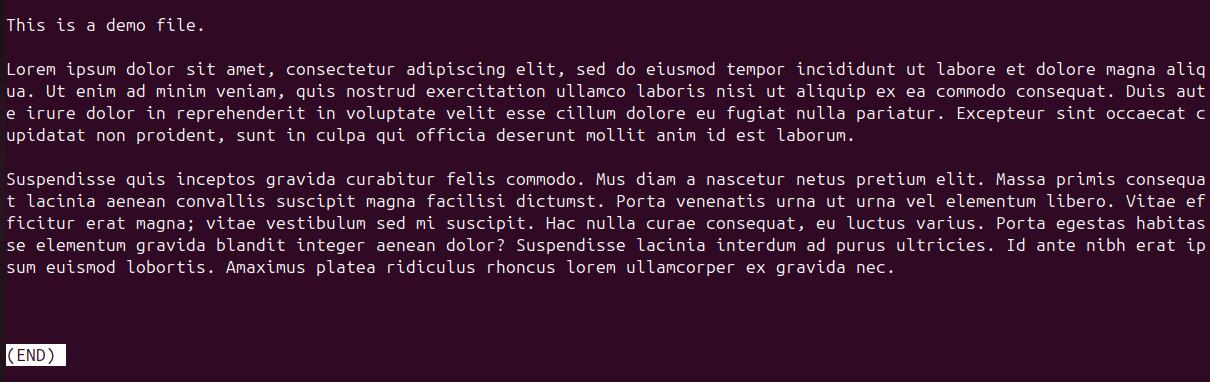 This is a demo file.
Lorem ipsum dolor sit amet, consectetur adipiscing elit, sed do eiusmod tempor incididunt ut labore et dolore magna aliq
ua. Ut enim ad minim veniam, quis nostrud exercitation ullamco laboris nisi ut aliquip ex ea commodo consequat. Duis aut
e irure dolor in reprehenderit in voluptate velit esse cillum dolore eu fugiat nulla pariatur. Excepteur sint occaecat c
upidatat non proident, sunt in culpa qui officia deserunt mollit anim id est laborum.
Suspendisse quis inceptos gravida curabitur felis commodo. Mus diam a nascetur netus pretium elit. Massa primis consequa
t lacinia aenean convallis suscipit magna facilisi dictumst. Porta venenatis urna ut urna vel elementum libero. Vitae ef
ficitur erat magna; vitae vestibulum sed mi suscipit. Hac nulla curae consequat, eu luctus varius. Porta egestas habitas
se elementum gravida blandit integer aenean dolor? Suspendisse lacinia interdum ad purus ultricies. Id ante nibh erat ip
sum euismod lobortis. Amaximus platea ridiculus rhoncus lorem ullamcorper ex gravida nec.
(END)